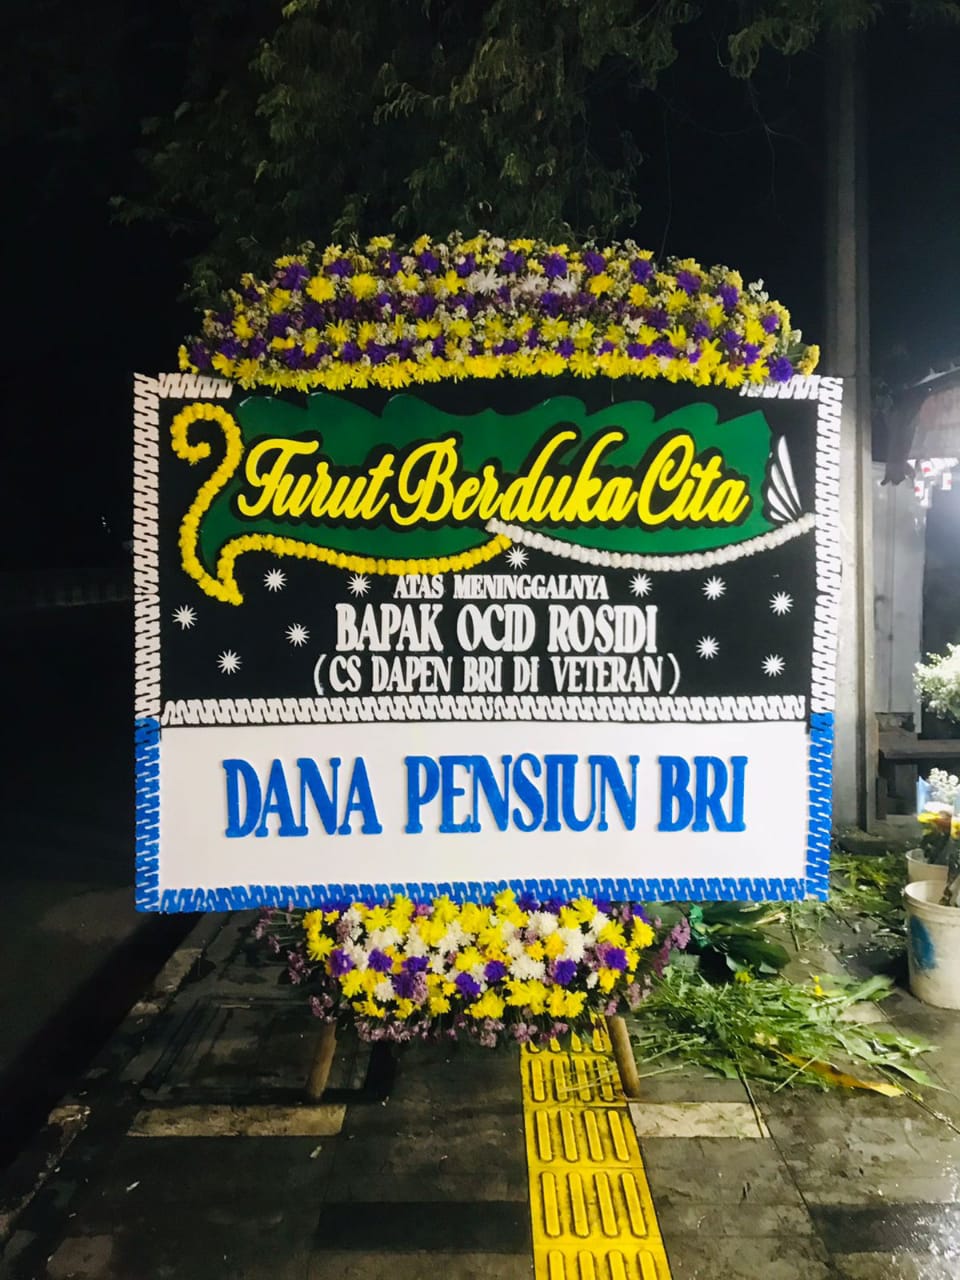 Turut Berduka Cita
ATAS MENINGGALNYA
BAPAK OCID ROSIDI
(CS DAPEN BRI DI VETERAN)
DANA PENSIUN BRI